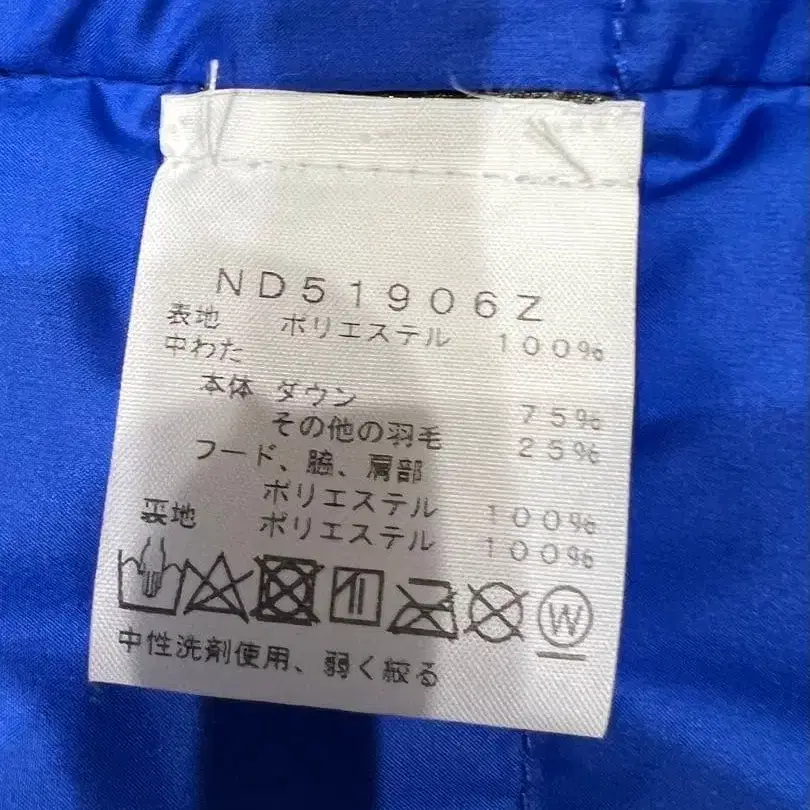 ND51906Z
表地 ポリエステル 100%
中わた
本体 ダウン 75%
その他の羽毛 25%
フード、脇、肩部
ポリエステル 100%
裏地 ポリエステル 100%
W
中性洗剤使用、弱く絞る